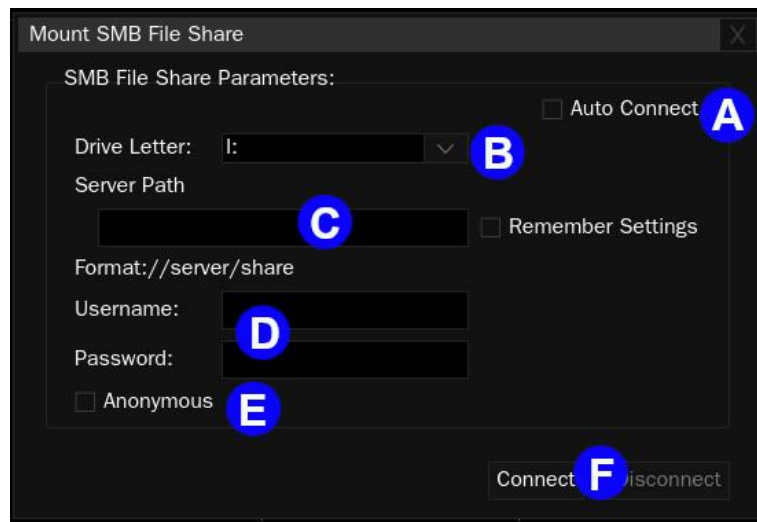 Mount SMB File Share X
SMB File Share Parameters:
Auto Connect A
Drive Letter: I: B
Server Path
C Remember Settings
Format://server/share
Username:
D
Password:
Anonymous E
Connect F isconnect